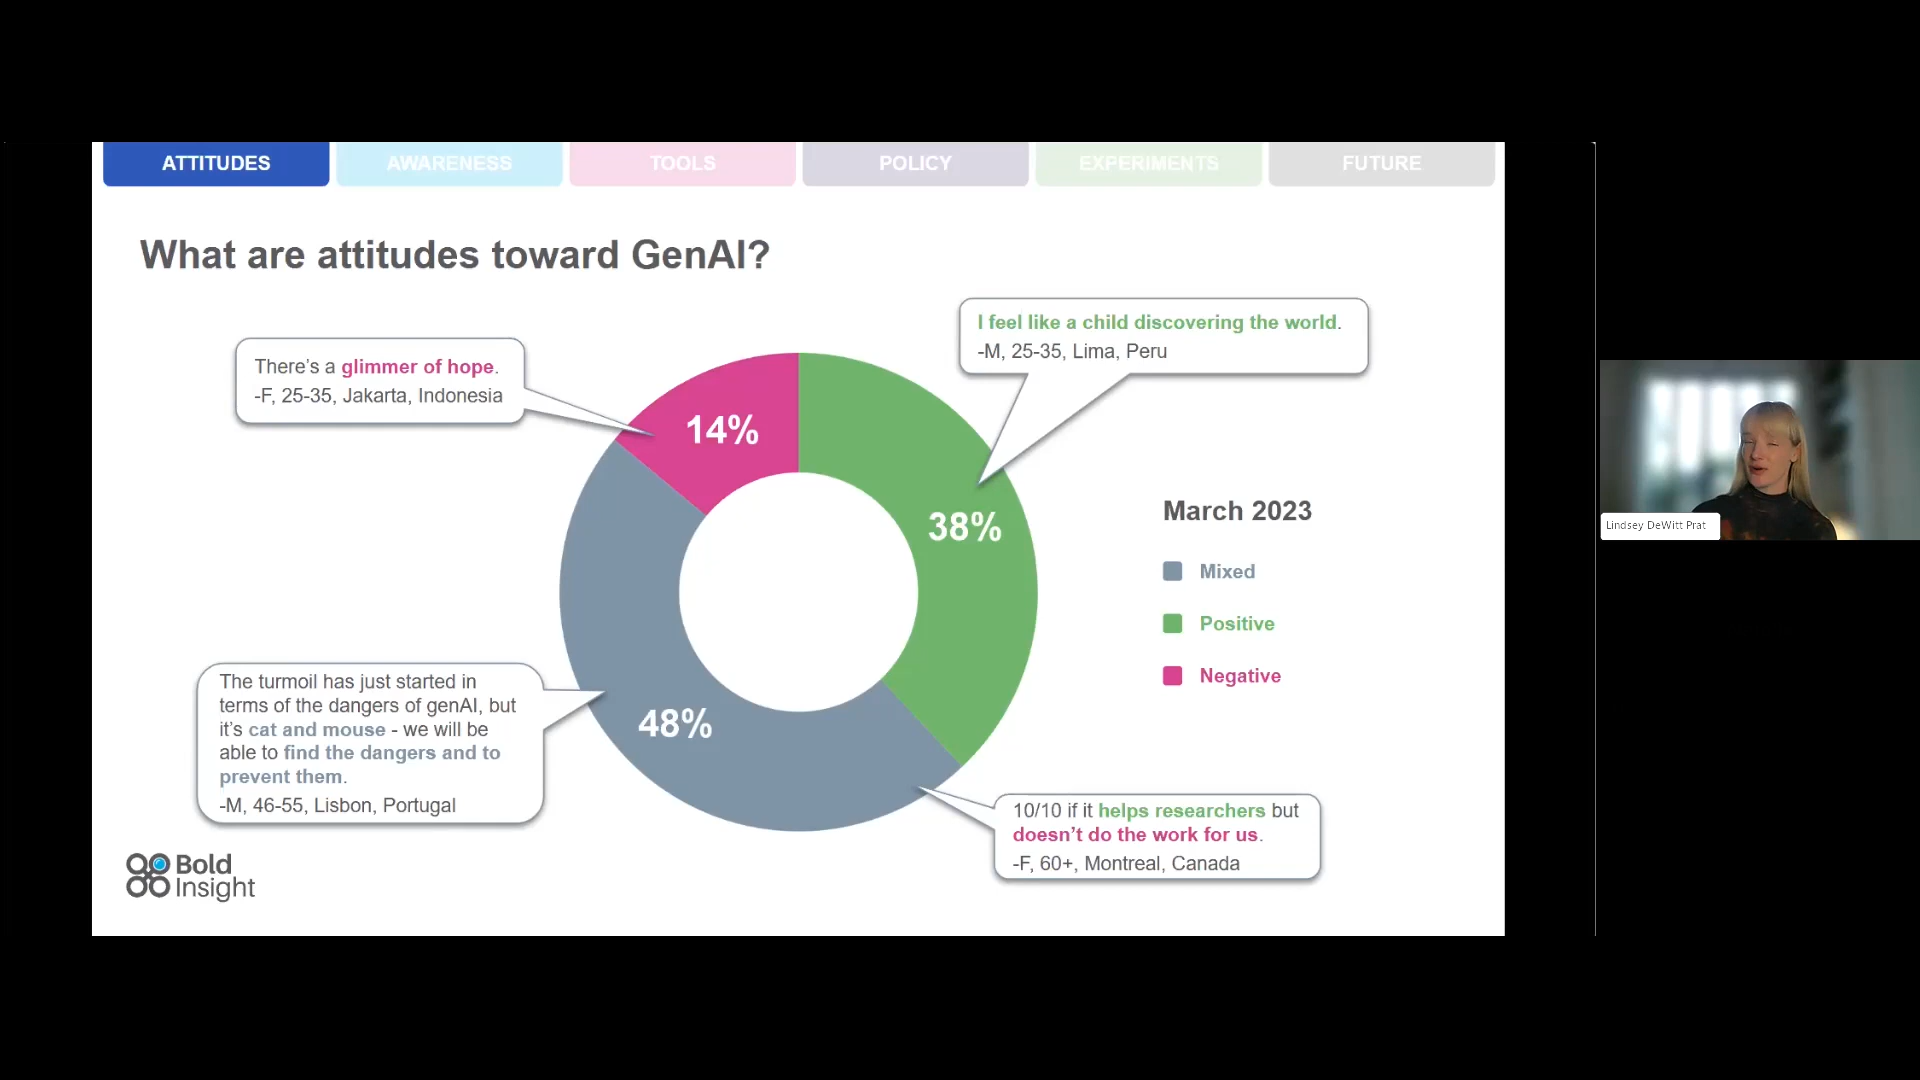 ATTITUDES
AWARENESS
TOOLS
POLICY
EXPERIMENTS
FUTURE
What are attitudes toward GenAI?
There's a glimmer of hope.
-F, 25-35, Jakarta, Indonesia
I feel like a child discovering the world.
-M, 25-35, Lima, Peru
14%
38%
48%
March 2023
Mixed
Positive
Negative
The turmoil has just started in
terms of the dangers of genAI, but
it's cat and mouse - we will be
able to find the dangers and to
prevent them.
-M, 46-55, Lisbon, Portugal
10/10 if it helps researchers but
doesn't do the work for us.
-F, 60+, Montreal, Canada
Bold
Insight
Lindsey DeWitt Prat